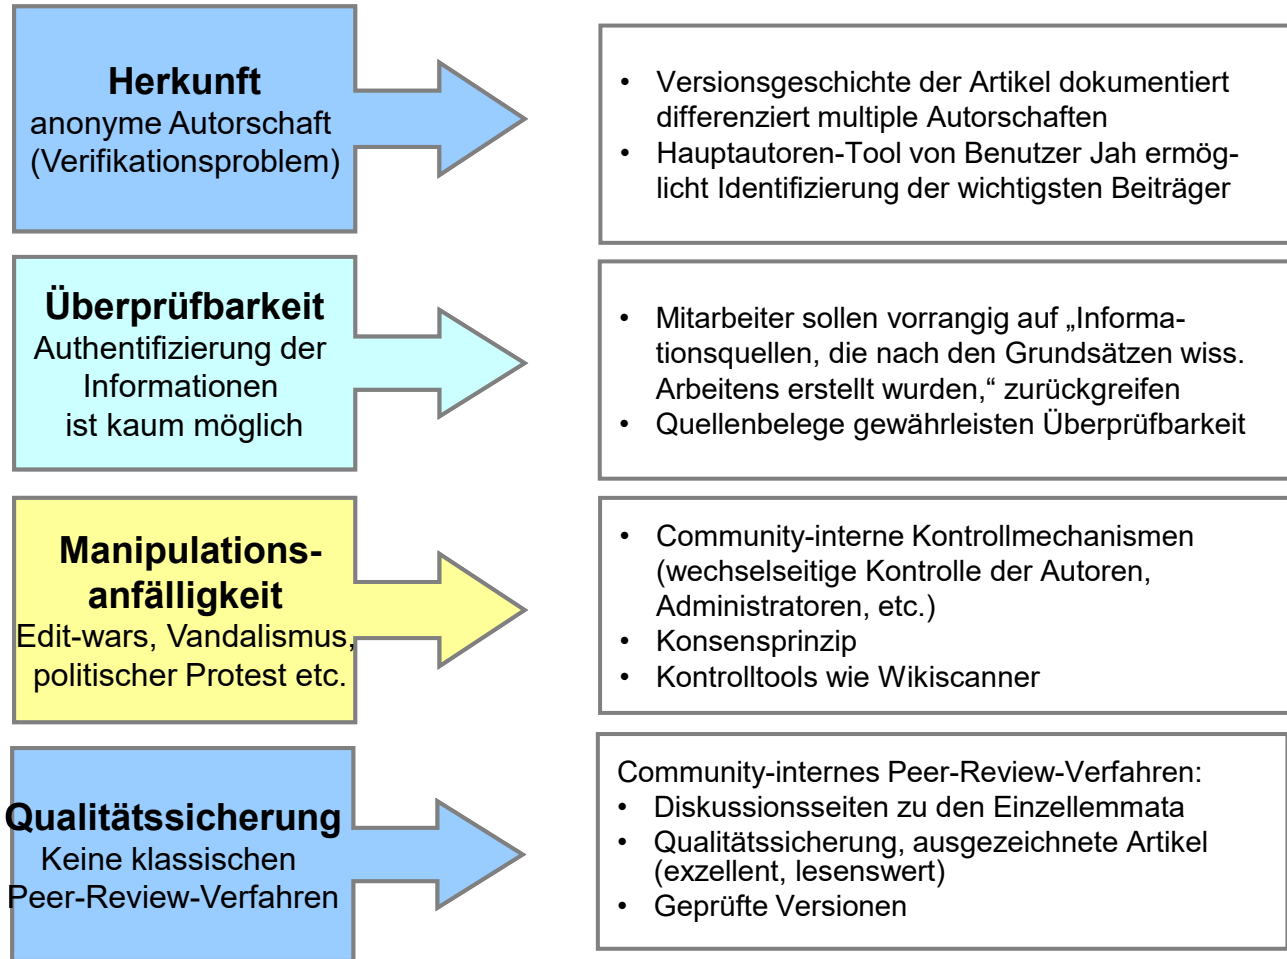 Herkunft
anonyme Autorschaft
(Verifikationsproblem)
• Versionsgeschichte der Artikel dokumentiert
differenziert multiple Autorschaften
• Hauptautoren-Tool von Benutzer Jah ermög-
licht Identifizierung der wichtigsten Beiträger
Überprüfbarkeit
Authentifizierung der
Informationen
ist kaum möglich
• Mitarbeiter sollen vorrangig auf „Informa-
tionsquellen, die nach den Grundsätzen wiss.
Arbeitens erstellt wurden,“ zurückgreifen
• Quellenbelege gewährleisten Überprüfbarkeit
Manipulations-
anfälligkeit
Edit-wars, Vandalismus,
politischer Protest etc.
• Community-interne Kontrollmechanismen
(wechselseitige Kontrolle der Autoren,
Administratoren, etc.)
• Konsensprinzip
• Kontrolltools wie Wikiscanner
Qualitätssicherung
Keine klassischen
Peer-Review-Verfahren
Community-internes Peer-Review-Verfahren:
• Diskussionsseiten zu den Einzellemmata
• Qualitätssicherung, ausgezeichnete Artikel
(exzellent, lesenswert)
• Geprüfte Versionen